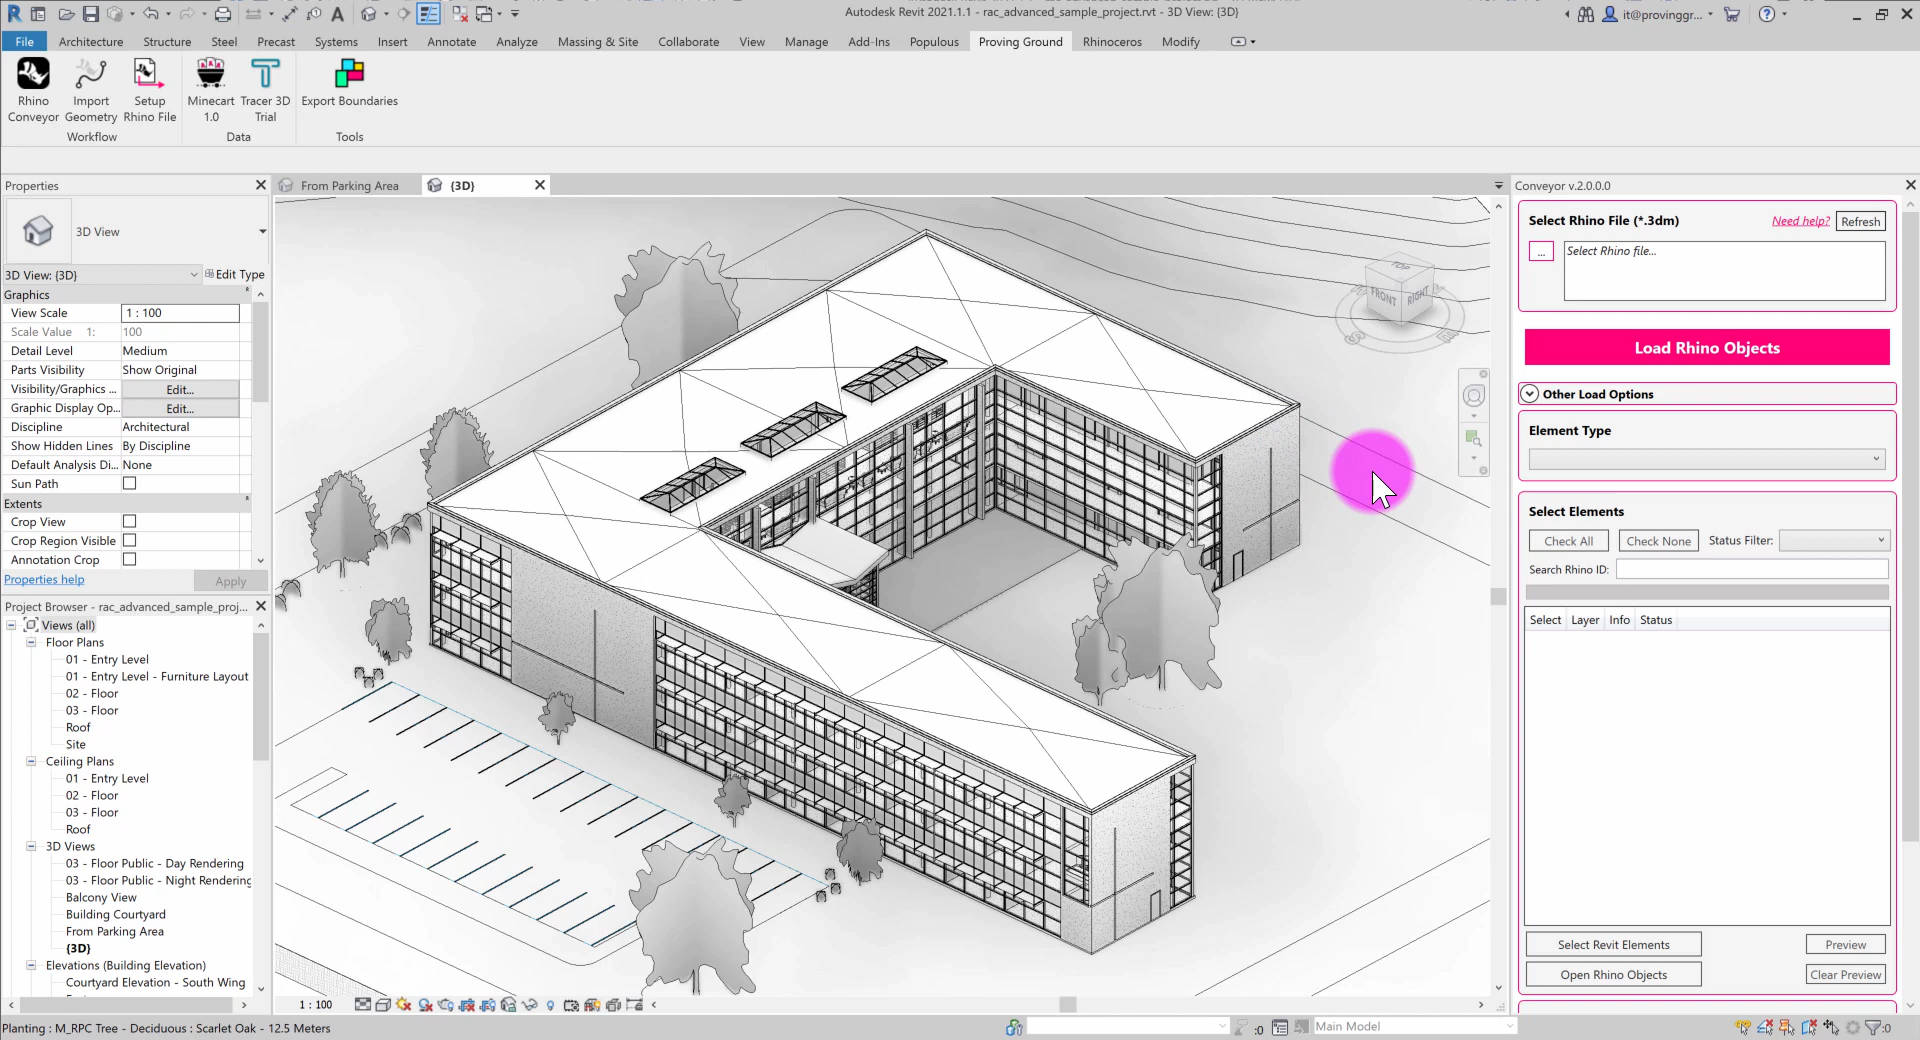 Autodesk Revit 2021.1.1 - rac_advanced_sample_project.rvt - 3D View: {3D}
it@provinggr...
File Architecture Structure Steel Precast Systems Insert Annotate Analyze Massing & Site Collaborate View Manage Add-Ins Populous Proving Ground Rhinoceros Modify
Rhino Conveyor
Import Geometry
Setup Rhino File
Minecart 1.0
Tracer 3D Trial
Export Boundaries
Workflow Data Tools
Properties
3D View
3D View: {3D} Edit Type
Graphics
View Scale 1 : 100
Scale Value 1: 100
Detail Level Medium
Parts Visibility Show Original
Visibility/Graphics ... Edit...
Graphic Display Op... Edit...
Discipline Architectural
Show Hidden Lines By Discipline
Default Analysis Di... None
Sun Path
Extents
Crop View
Crop Region Visible
Annotation Crop
Properties help Apply
Project Browser - rac_advanced_sample_proj...
Views (all)
Floor Plans
01 - Entry Level
01 - Entry Level - Furniture Layout
02 - Floor
03 - Floor
Roof
Site
Ceiling Plans
01 - Entry Level
02 - Floor
03 - Floor
Roof
3D Views
03 - Floor Public - Day Rendering
03 - Floor Public - Night Rendering
Balcony View
Building Courtyard
From Parking Area
{3D}
Elevations (Building Elevation)
Courtyard Elevation - South Wing
From Parking Area {3D}
TOP
FRONT RIGHT
1 : 100
Conveyor v.2.0.0.0
Select Rhino File (*.3dm) Need help? Refresh
... Select Rhino file...
Load Rhino Objects
Other Load Options
Element Type
Select Elements
Check All Check None Status Filter:
Search Rhino ID:
Select Layer Info Status
Select Revit Elements Preview
Open Rhino Objects Clear Preview
Planting : M_RPC Tree - Deciduous : Scarlet Oak - 12.5 Meters
:0 Main Model :0